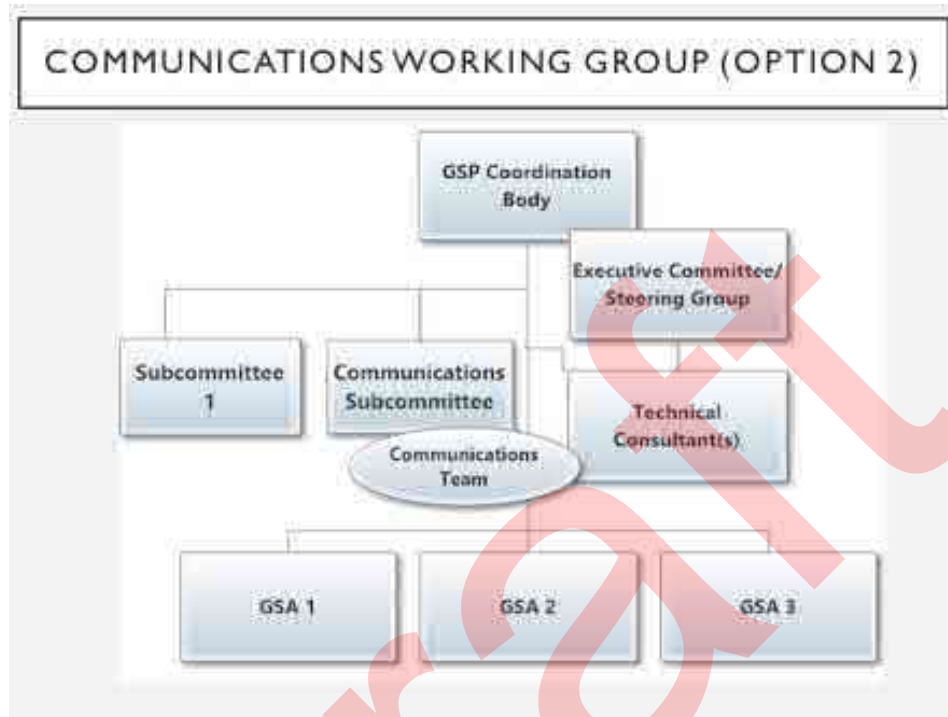 COMMUNICATIONS WORKING GROUP (OPTION 2)
GSP Coordination
Body
Executive Committee/
Steering Group
Subcommittee
1
Communications
Subcommittee
Technical
Consultant(s)
Communications
Team
GSA 1
GSA 2
GSA 3
raft